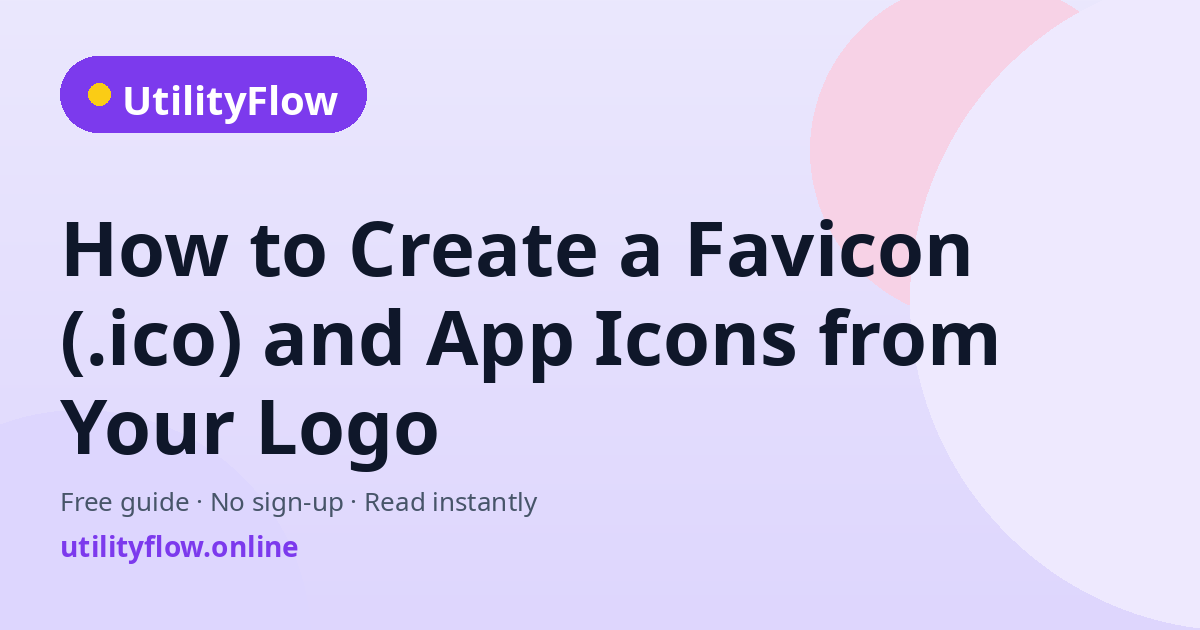 UtilityFlow
How to Create a Favicon
(.ico) and App Icons from
Your Logo
Free guide · No sign-up · Read instantly
utilityflow.online